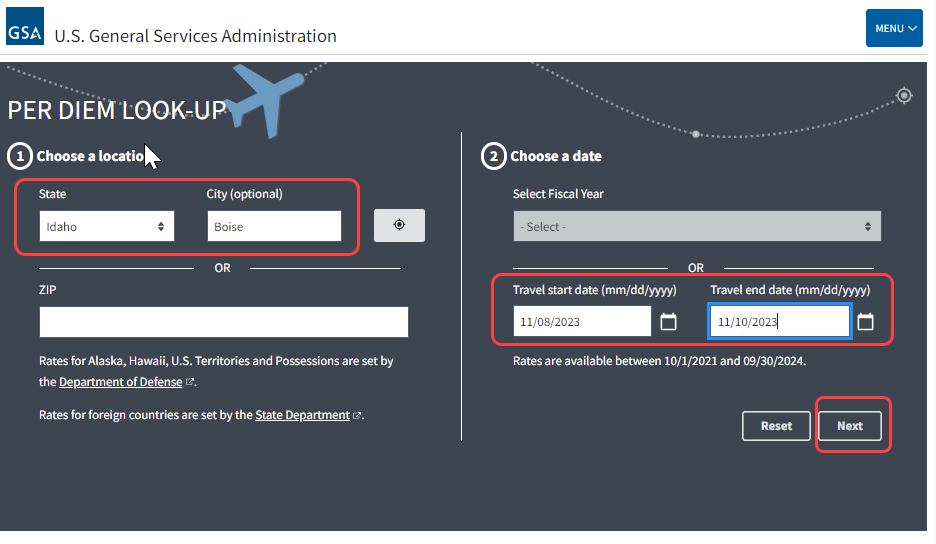 GSA
U.S. General Services Administration
MENU
PER DIEM LOOK-UP
1 Choose a location
State
City (optional)
Idaho
Boise
OR
ZIP
Rates for Alaska, Hawaii, U.S. Territories and Possessions are set by
the Department of Defense.
Rates for foreign countries are set by the State Department.
2 Choose a date
Select Fiscal Year
- Select -
OR
Travel start date (mm/dd/yyyy)
Travel end date (mm/dd/yyyy)
11/08/2023
11/10/2023
Rates are available between 10/1/2021 and 09/30/2024.
Reset
Next